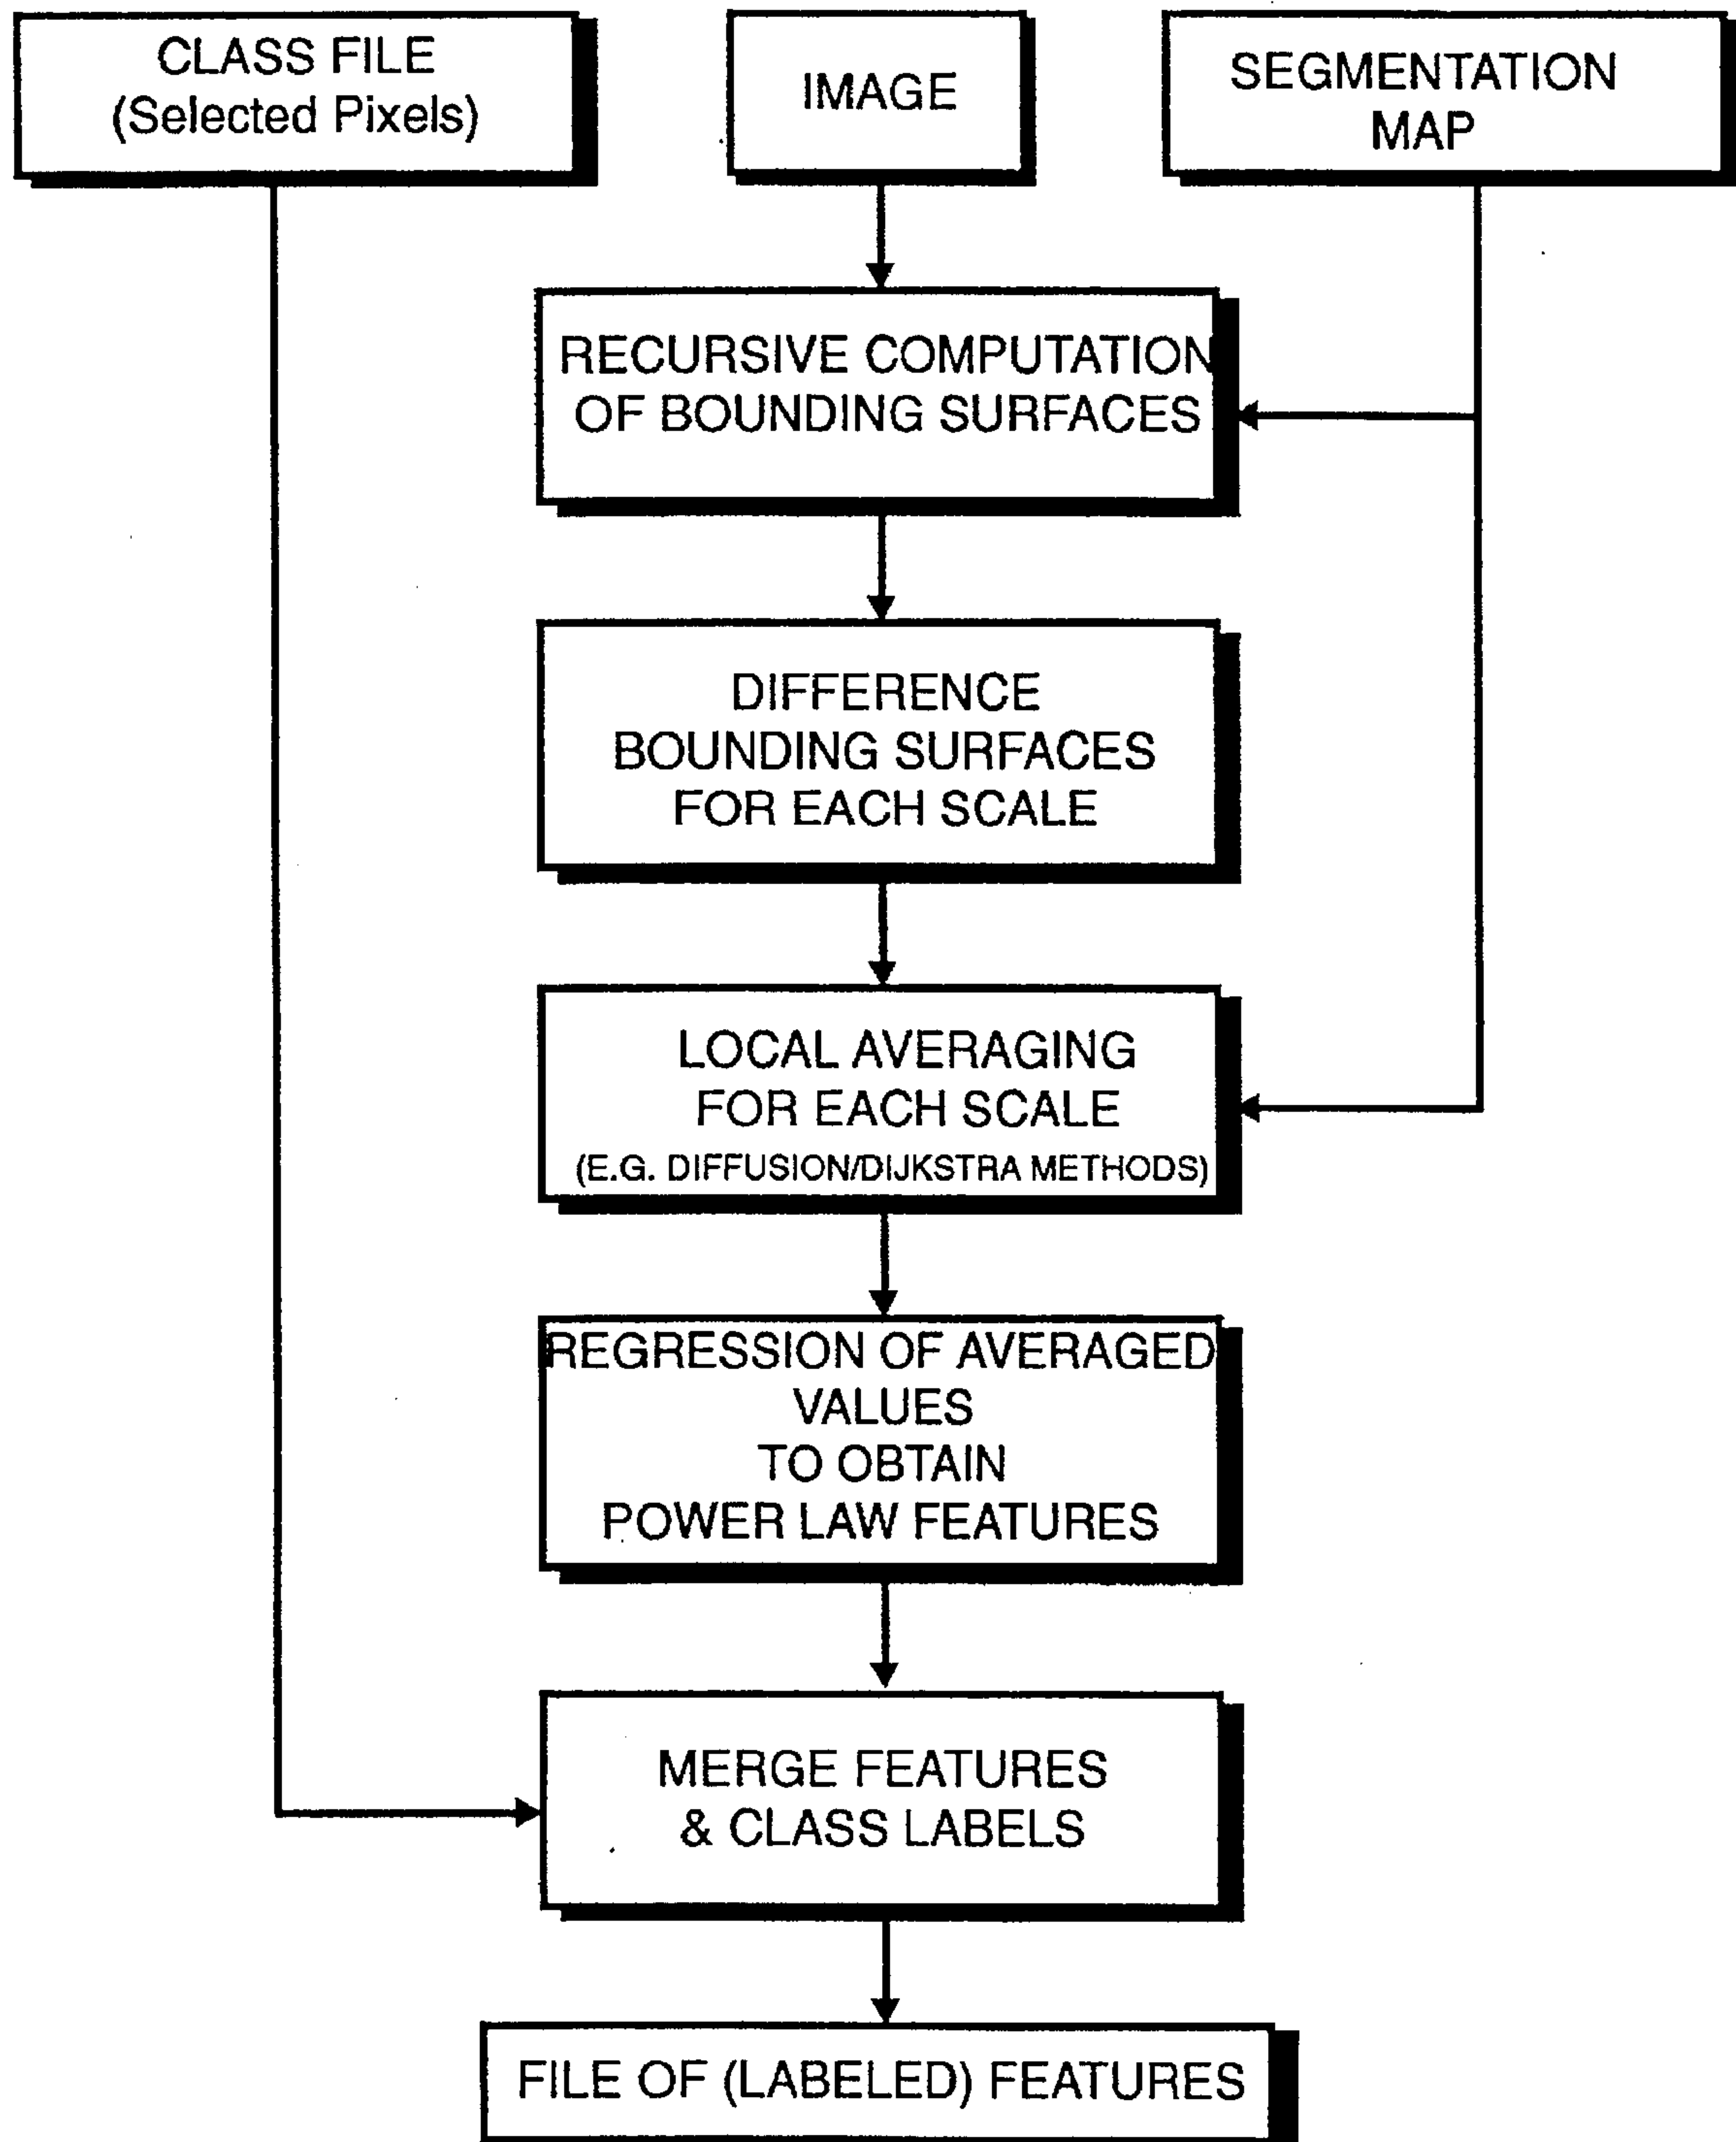 CLASS FILE
(Selected Pixels)
IMAGE
SEGMENTATION
MAP
RECURSIVE COMPUTATION
OF BOUNDING SURFACES
DIFFERENCE
BOUNDING SURFACES
FOR EACH SCALE
LOCAL AVERAGING
FOR EACH SCALE
(E.G. DIFFUSION/DIJKSTRA METHODS)
REGRESSION OF AVERAGED
VALUES
TO OBTAIN
POWER LAW FEATURES
MERGE FEATURES
& CLASS LABELS
FILE OF (LABELED) FEATURES